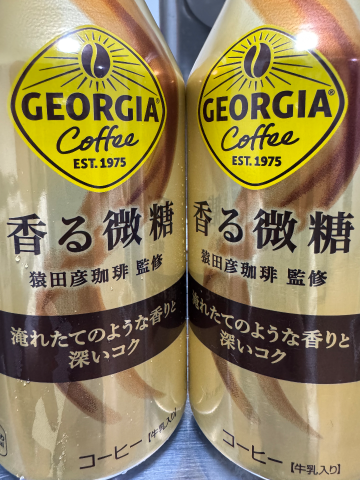 GEORGIA®
Coffee
EST. 1975
香る微糖
猿田彦珈琲 監修
淹れたてのような香りと
深いコク
コーヒー【牛乳入り】
GEORGIA®
Coffee
EST. 1975
香る微糖
猿田彦珈琲 監修
淹れたてのような香りと
深いコク
コーヒー【牛乳入り】